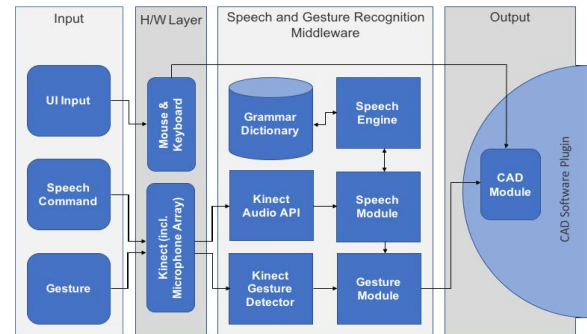 Input
H/W Layer
Speech and Gesture Recognition
Middleware
Output
UI Input
Mouse &
Keyboard
Grammar
Dictionary
Speech
Engine
Speech
Command
Kinect (incl.
Microphone Array)
Kinect
Audio API
Speech
Module
CAD
Module
CAD Software Plugin
Gesture
Kinect
Gesture
Detector
Gesture
Module